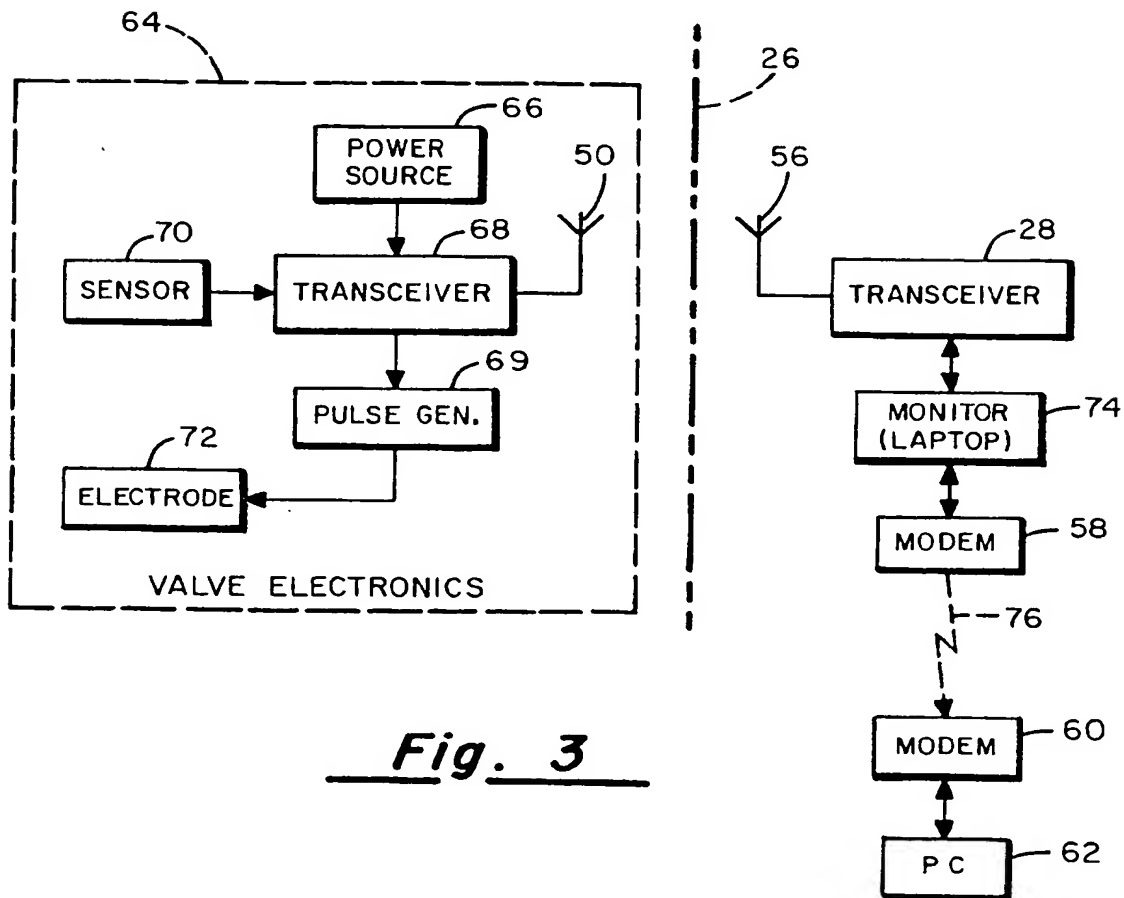 64
26
66
POWER
SOURCE
50
56
70
68
28
SENSOR
TRANSCEIVER
TRANSCEIVER
69
PULSE GEN.
MONITOR
(LAPTOP)
74
72
ELECTRODE
MODEM
58
VALVE ELECTRONICS
76
MODEM
60
Fig. 3
PC
62